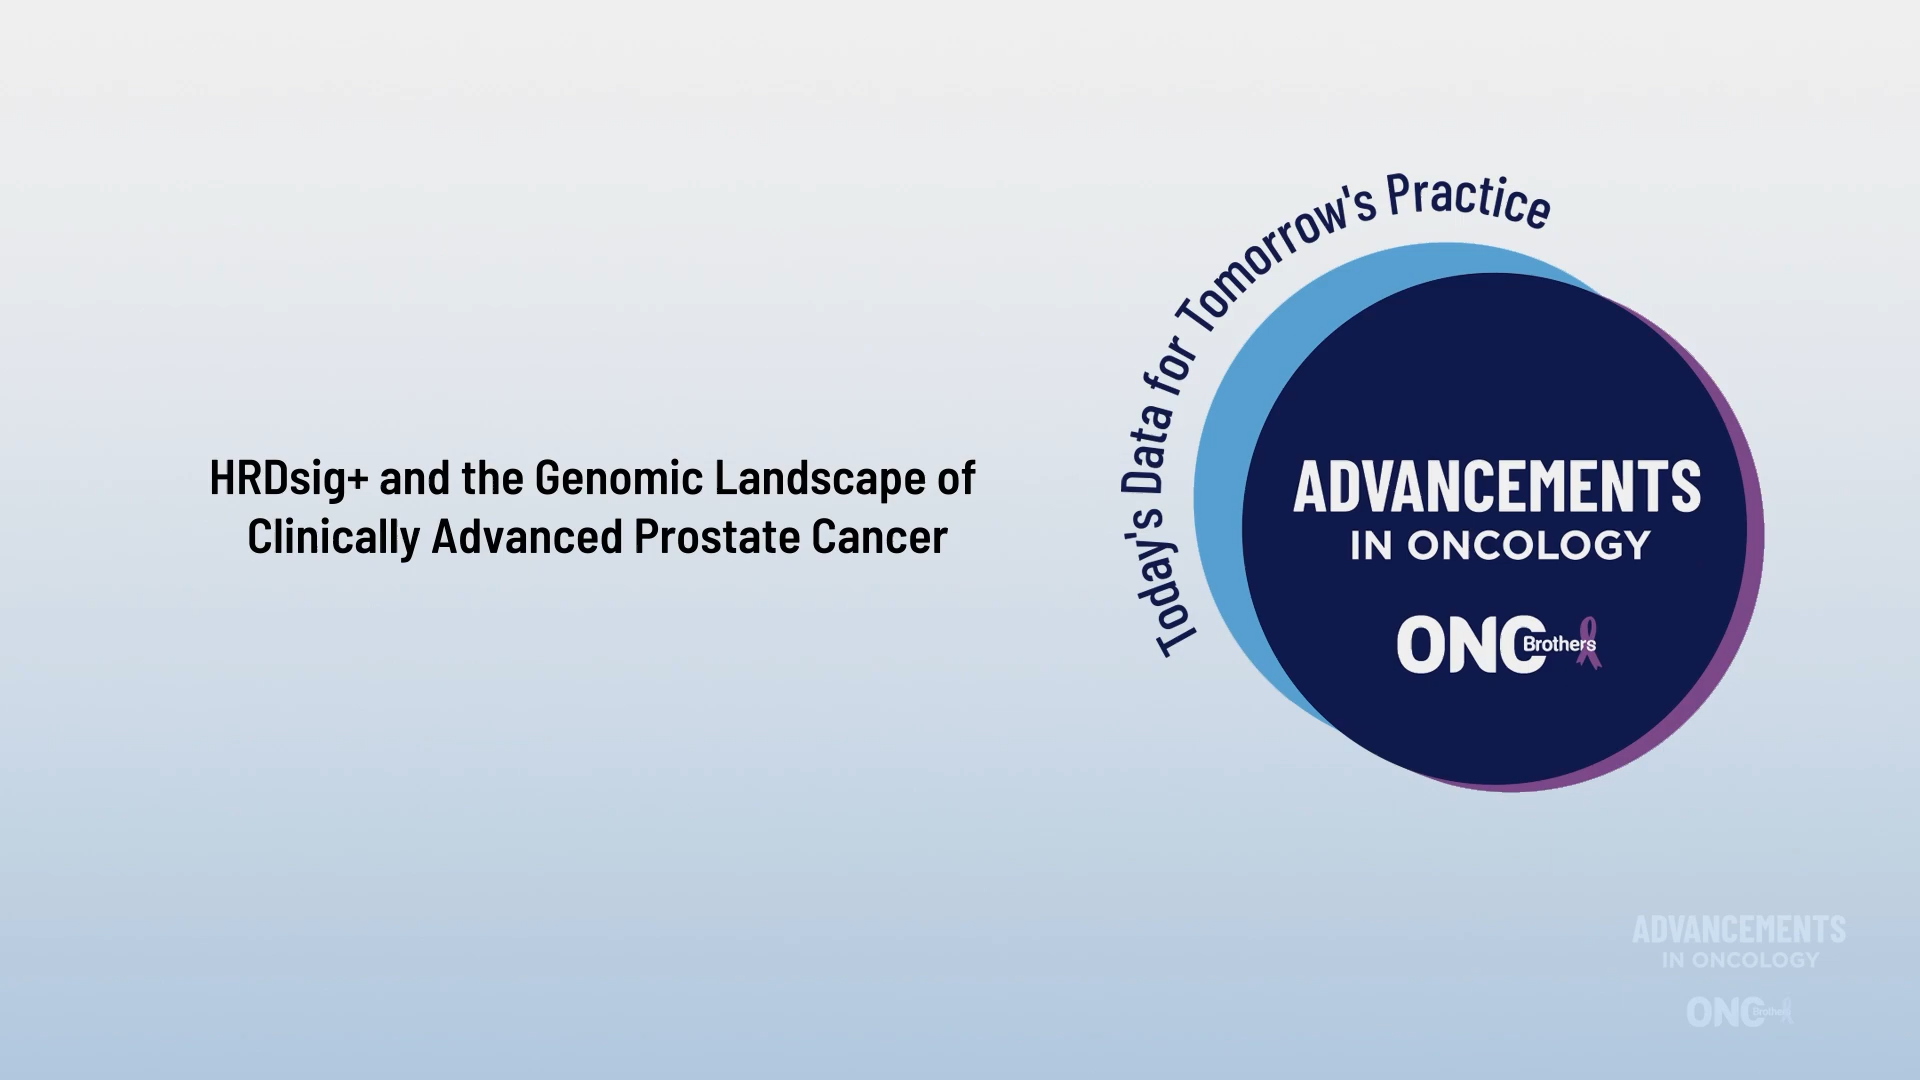 HRDsig+ and the Genomic Landscape of
Clinically Advanced Prostate Cancer
Today's Data for Tomorrow's Practice
ADVANCEMENTS
IN ONCOLOGY
ONC Brothers
ADVANCEMENTS
IN ONCOLOGY
ONC Brothers